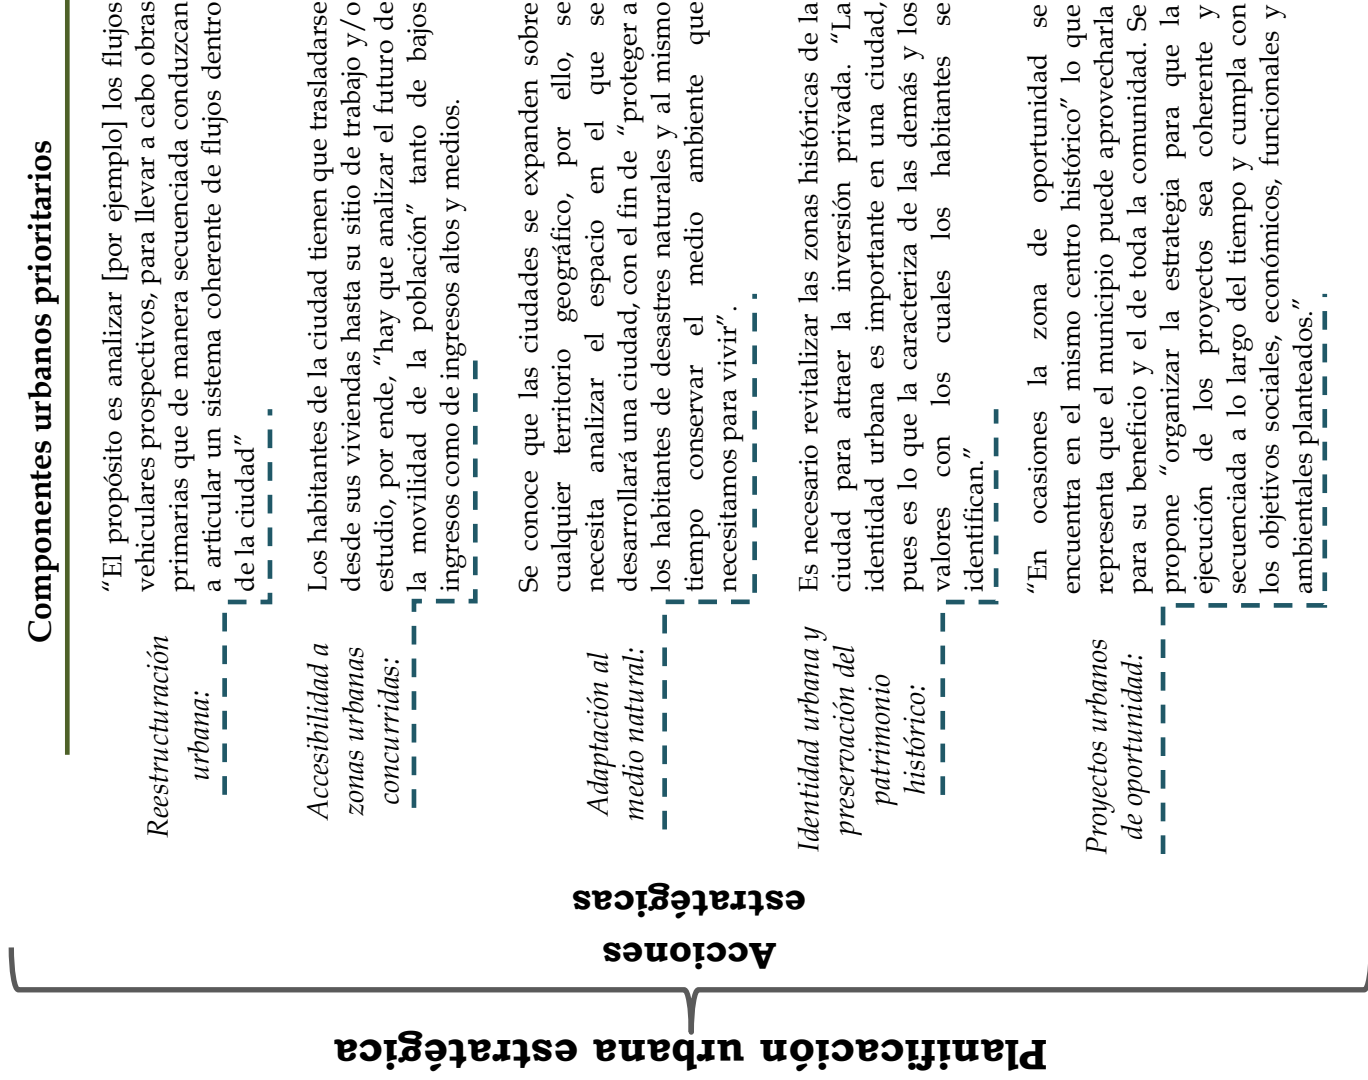 Planificación urbana estratégica
Acciones
estratégicas
Componentes urbanos prioritarios
Reestructuración
urbana:
“El propósito es analizar [por ejemplo] los flujos
vehiculares prospectivos, para llevar a cabo obras
primarias que de manera secuenciada conduzcan
a articular un sistema coherente de flujos dentro
de la ciudad”
Accesibilidad a
zonas urbanas
concurridas:
Los habitantes de la ciudad tienen que trasladarse
desde sus viviendas hasta su sitio de trabajo y/o
estudio, por ende, “hay que analizar el futuro de
la movilidad de la población” tanto de bajos
ingresos como de ingresos altos y medios.
Adaptación al
medio natural:
Se conoce que las ciudades se expanden sobre
cualquier territorio geográfico, por ello, se
necesita analizar el espacio en el que se
desarrollará una ciudad, con el fin de “proteger a
los habitantes de desastres naturales y al mismo
tiempo conservar el medio ambiente que
necesitamos para vivir”.
Identidad urbana y
preservación del
patrimonio
histórico:
Es necesario revitalizar las zonas históricas de la
ciudad para atraer la inversión privada. “La
identidad urbana es importante en una ciudad,
pues es lo que la caracteriza de las demás y los
valores con los cuales los habitantes se
identifican.”
Proyectos urbanos
de oportunidad:
“En ocasiones la zona de oportunidad se
encuentra en el mismo centro histórico” lo que
representa que el municipio puede aprovecharla
para su beneficio y el de toda la comunidad. Se
propone “organizar la estrategia para que la
ejecución de los proyectos sea coherente y
secuenciada a lo largo del tiempo y cumpla con
los objetivos sociales, económicos, funcionales y
ambientales planteados.”